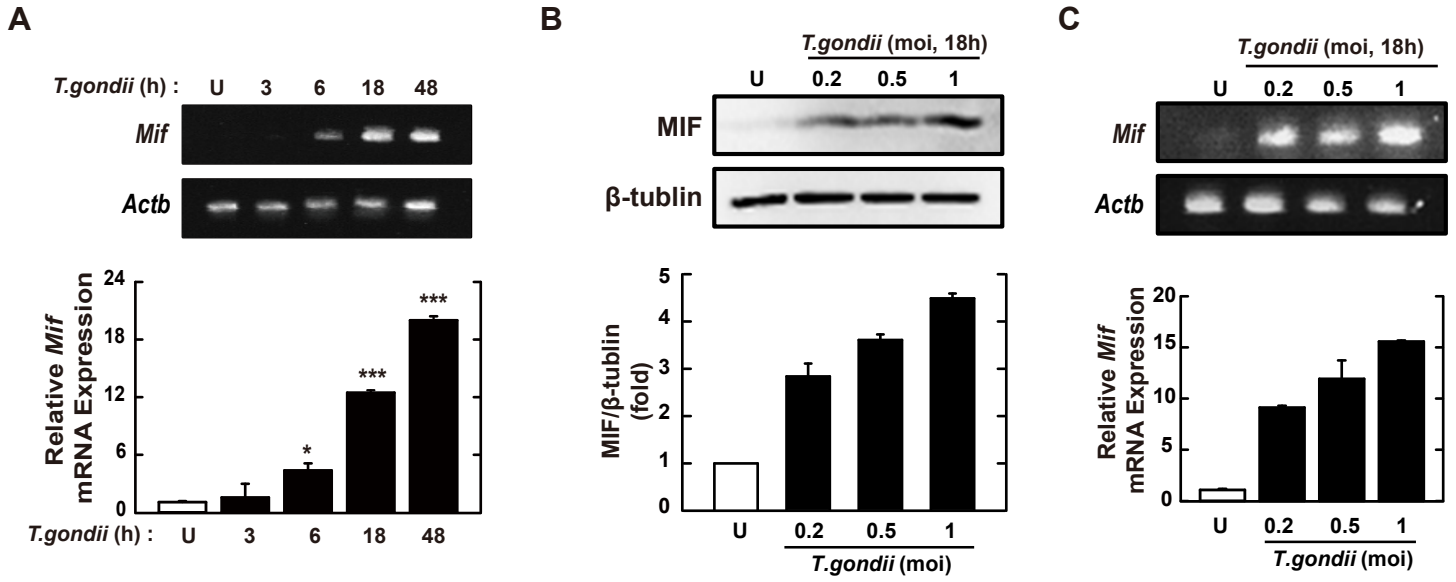 A
T.gondii (h) : U 3 6 18 48
Mif
Actb
Relative Mif
mRNA Expression
24
18
12
6
0
*
***
***
T.gondii (h) : U 3 6 18 48
B
T.gondii (moi, 18h)
U 0.2 0.5 1
MIF
β-tublin
MIF/β-tublin
(fold)
5
4
3
2
1
0
U 0.2 0.5 1
T.gondii (moi)
C
T.gondii (moi, 18h)
U 0.2 0.5 1
Mif
Actb
Relative Mif
mRNA Expression
20
15
10
5
0
U 0.2 0.5 1
T.gondii (moi)